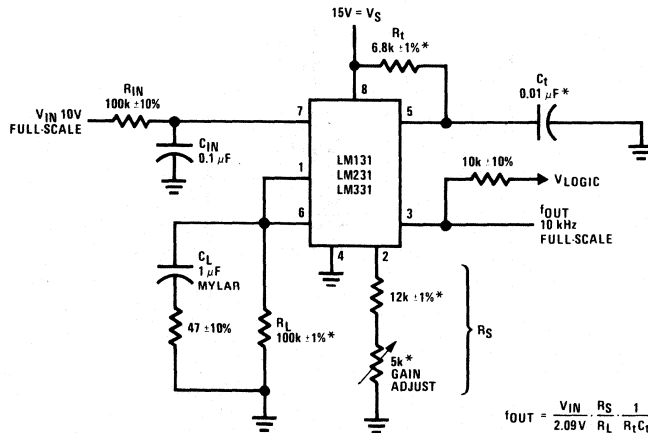 15V = VS
Rt
6.8k ±1%*
8
RIN
100k ±10%
VIN 10V
FULL-SCALE
7
5
Ct
0.01 µF*
CIN
0.1 µF
LM131
LM231
LM331
1
10k ±10%
VLOGIC
6
3
fOUT
10 kHz
FULL-SCALE
4
2
CL
1 µF
MYLAR
12k ±1%*
RS
47 ±10%
RL
100k ±1%*
5k*
GAIN
ADJUST
fOUT = VIN/2.09 V · RS/RL · 1/RtCt